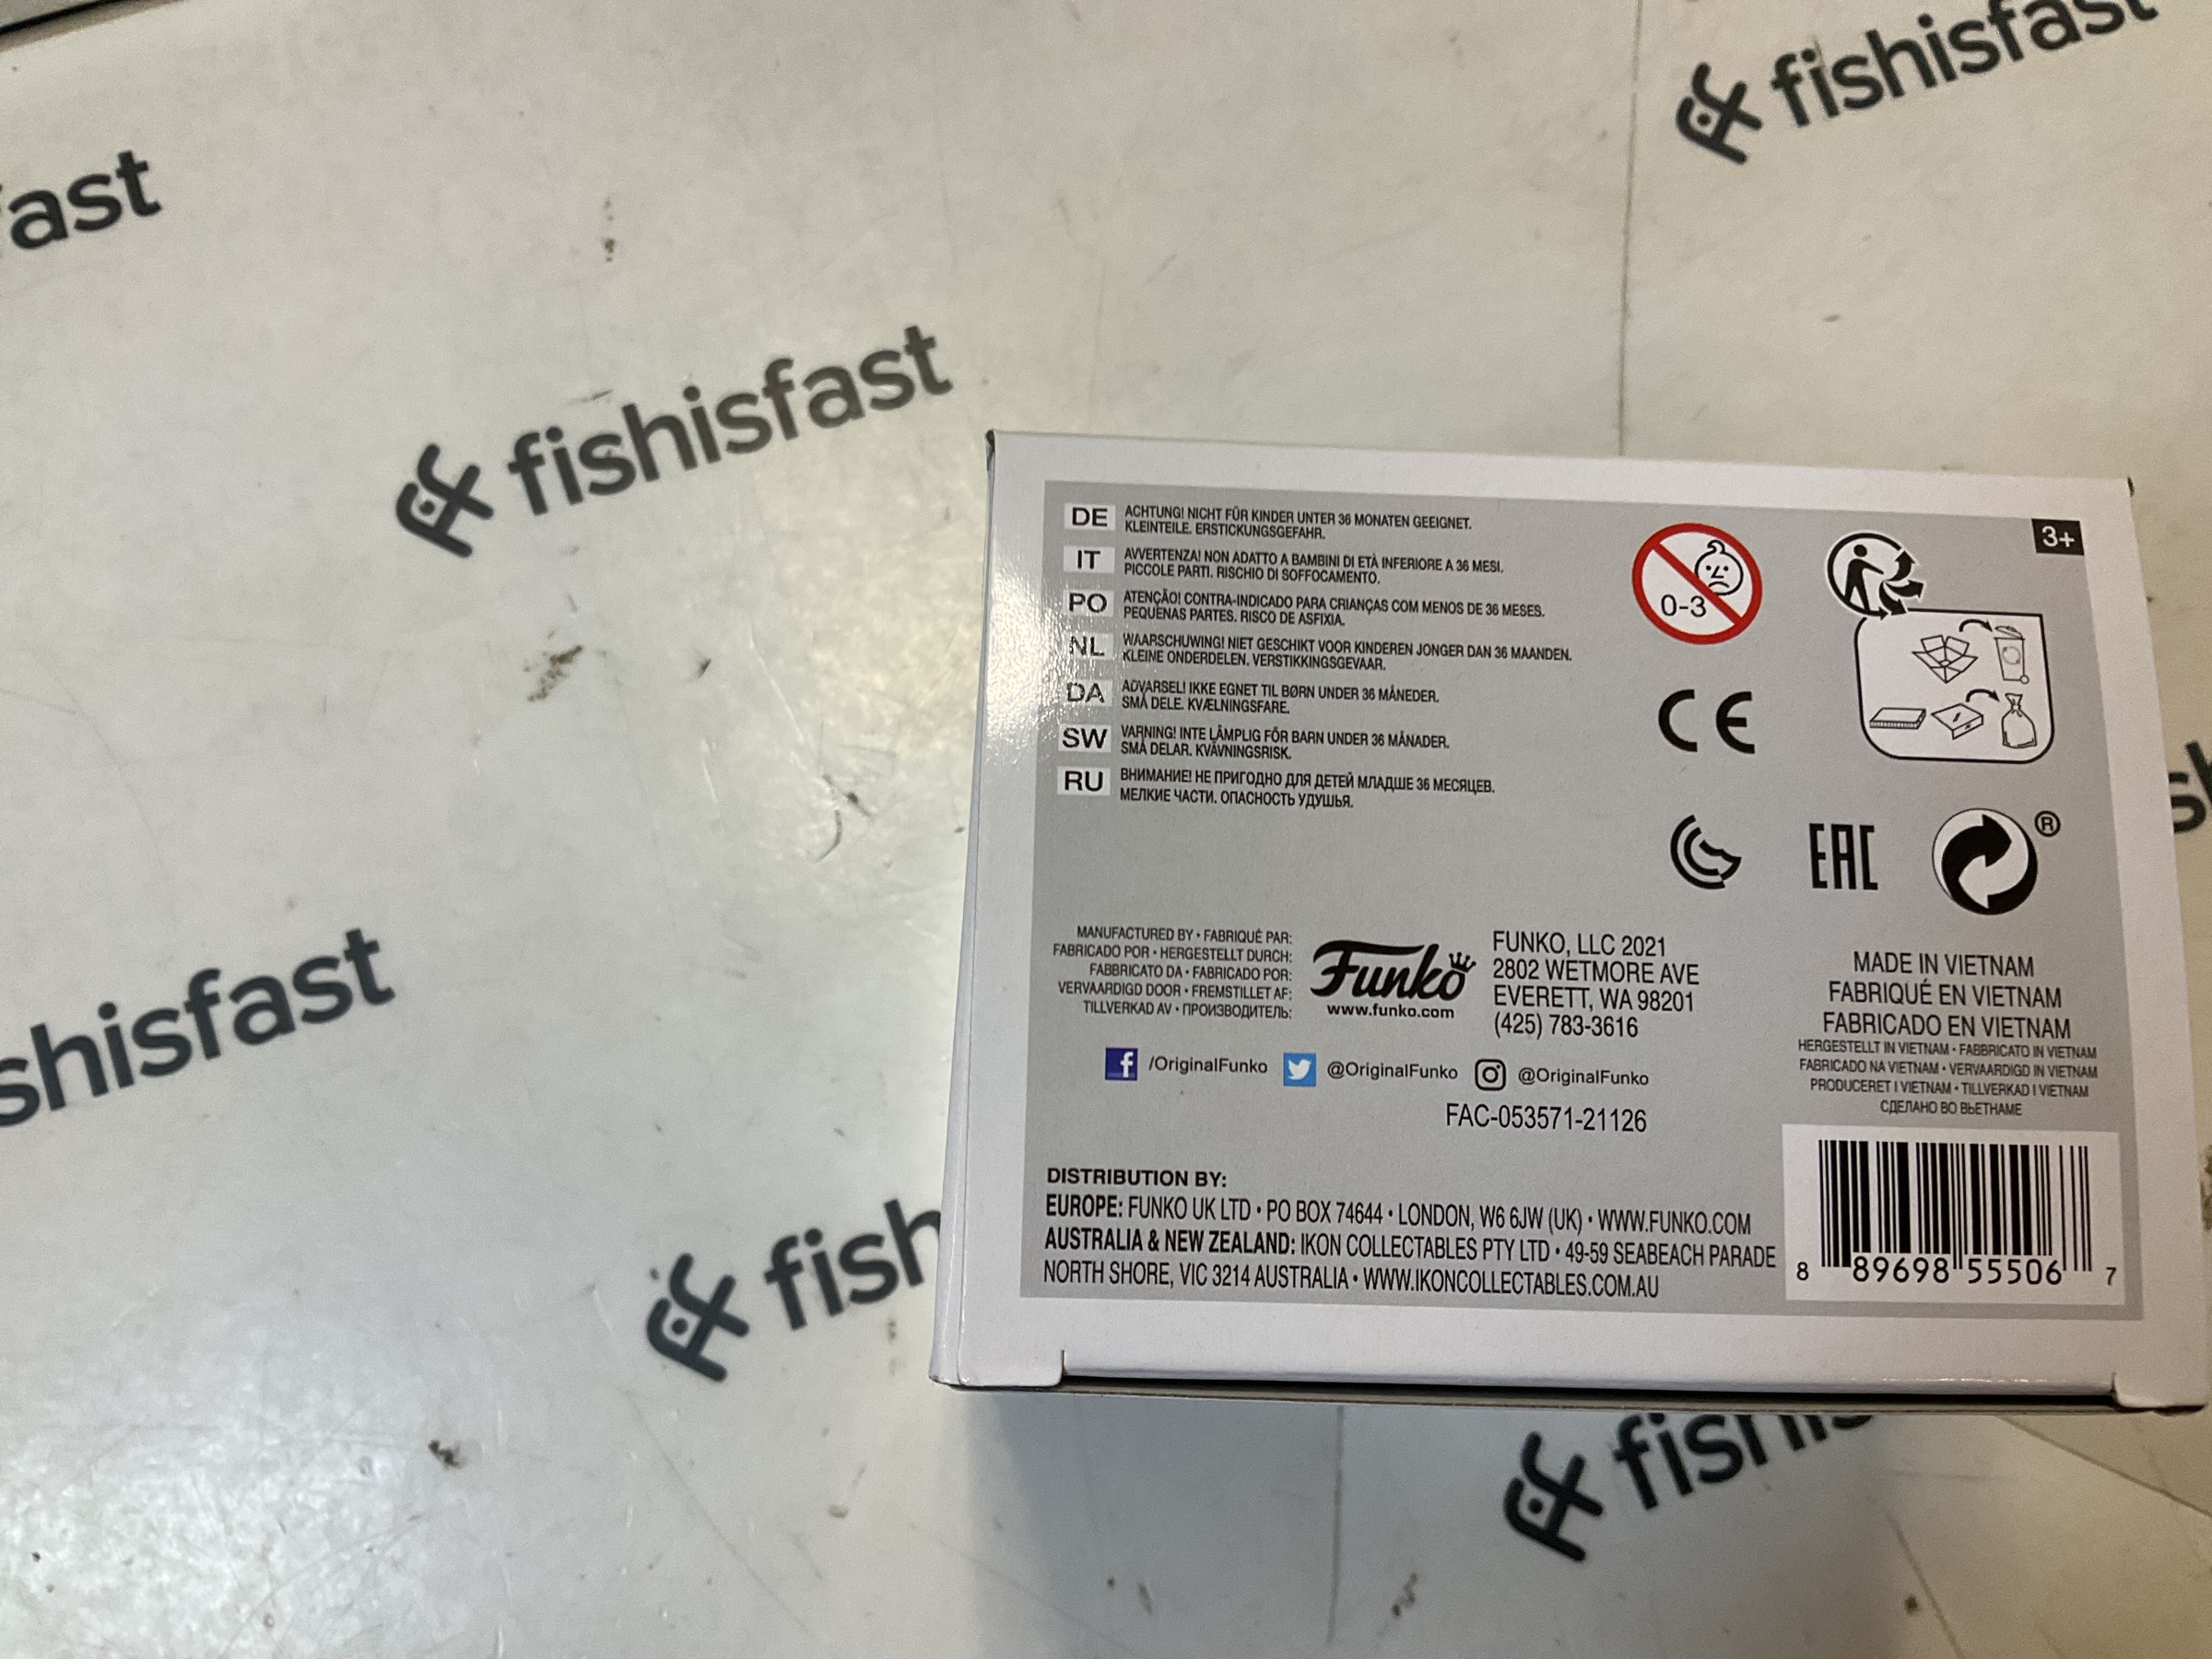 fishisfast
fast
fishisfast
shisfast
fish
DE ACHTUNG! NICHT FÜR KINDER UNTER 36 MONATEN GEEIGNET.
KLEINTEILE. ERSTICKUNGSGEFAHR.
IT AVVERTENZA! NON ADATTO A BAMBINI DI ETÀ INFERIORE A 36 MESI.
PICCOLE PARTI. RISCHIO DI SOFFOCAMENTO.
PO ATENÇÃO! CONTRA-INDICADO PARA CRIANÇAS COM MENOS DE 36 MESES.
PEQUENAS PARTES. RISCO DE ASFIXIA.
NL WAARSCHUWING! NIET GESCHIKT VOOR KINDEREN JONGER DAN 36 MAANDEN.
KLEINE ONDERDELEN. VERSTIKKINGSGEVAAR.
DA ADVARSEL! IKKE EGNET TIL BØRN UNDER 36 MÅNEDER.
SMÅ DELE. KVÆLNINGSFARE.
SW VARNING! INTE LÄMPLIG FÖR BARN UNDER 36 MÅNADER.
SMÅ DELAR. KVÄVNINGSRISK.
RU ВНИМАНИЕ! НЕ ПРИГОДНО ДЛЯ ДЕТЕЙ МЛАДШЕ 36 МЕСЯЦЕВ.
МЕЛКИЕ ЧАСТИ. ОПАСНОСТЬ УДУШЬЯ.
0-3
3+
CE
EAC
®
MANUFACTURED BY • FABRIQUÉ PAR:
FABRICADO POR • HERGESTELLT DURCH:
FABBRICATO DA • FABRICADO POR:
VERVAARDIGD DOOR • FREMSTILLET AF:
TILLVERKAD AV • ПРОИЗВОДИТЕЛЬ:
Funko
www.funko.com
FUNKO, LLC 2021
2802 WETMORE AVE
EVERETT, WA 98201
(425) 783-3616
/OriginalFunko @OriginalFunko @OriginalFunko
FAC-053571-21126
MADE IN VIETNAM
FABRIQUÉ EN VIETNAM
FABRICADO EN VIETNAM
HERGESTELLT IN VIETNAM • FABBRICATO IN VIETNAM
FABRICADO NA VIETNAM • VERVAARDIGD IN VIETNAM
PRODUCERET I VIETNAM • TILLVERKAD I VIETNAM
СДЕЛАНО ВО ВЬЕТНАМЕ
DISTRIBUTION BY:
EUROPE: FUNKO UK LTD • PO BOX 74644 • LONDON, W6 6JW (UK) • WWW.FUNKO.COM
AUSTRALIA & NEW ZEALAND: IKON COLLECTABLES PTY LTD • 49-59 SEABEACH PARADE
NORTH SHORE, VIC 3214 AUSTRALIA • WWW.IKONCOLLECTABLES.COM.AU
8 89698 55506 7